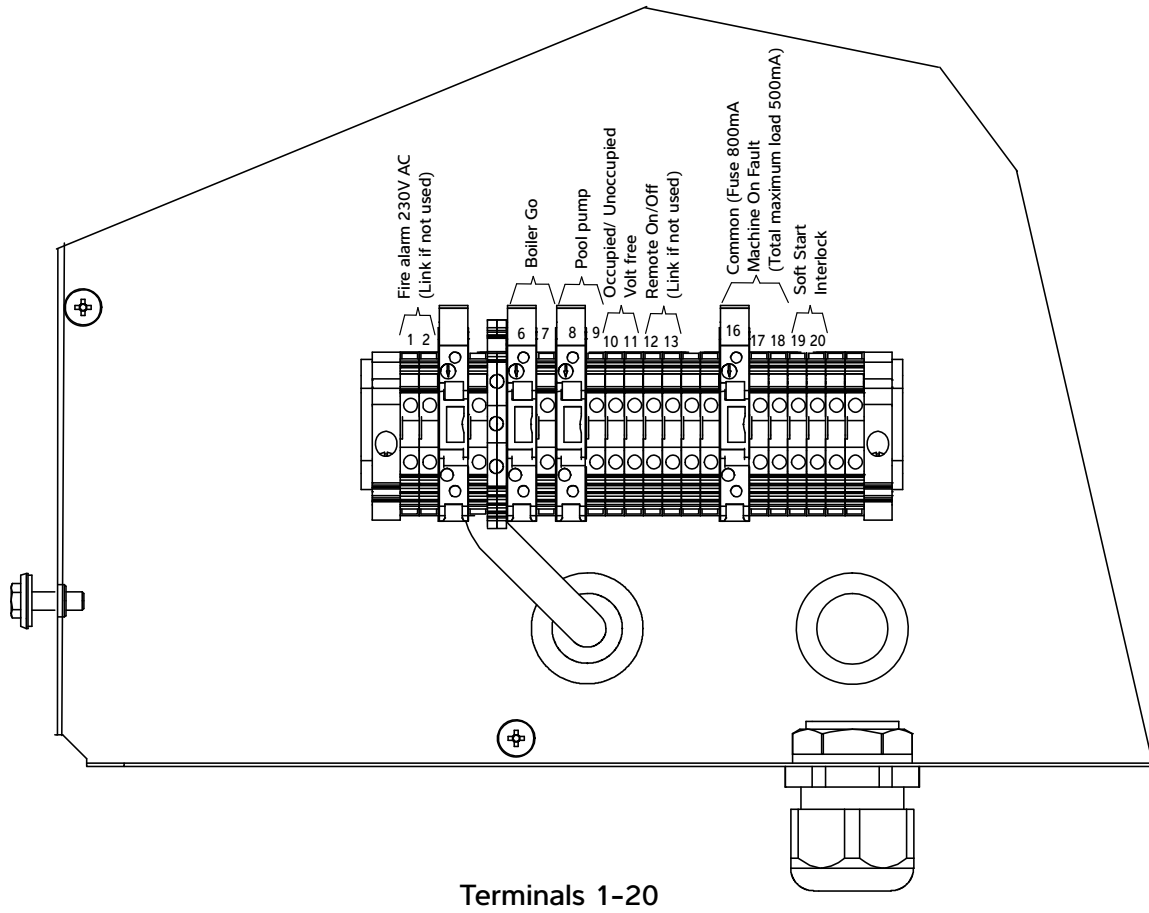 Fire alarm 230V AC
(Link if not used)
Boiler Go
Pool pump
Occupied/ Unoccupied
Volt free
Remote On/Off
(Link if not used)
Common (Fuse 800mA
Machine On Fault
(Total maximum load 500mA)
Soft Start
Interlock
1 2 6 7 8 9 10 11 12 13 16 17 18 19 20
Terminals 1-20